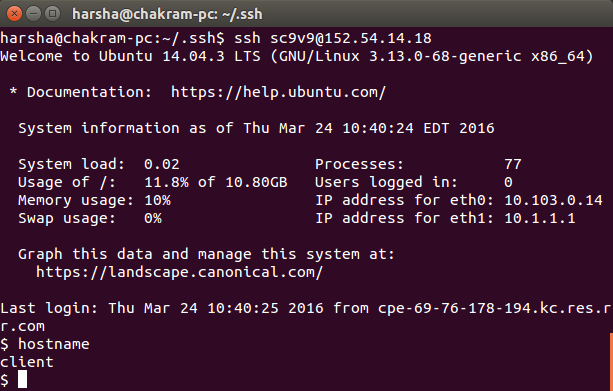 harsha@chakram-pc: ~/.ssh
harsha@chakram-pc:~/.ssh$ ssh sc9v9@152.54.14.18
Welcome to Ubuntu 14.04.3 LTS (GNU/Linux 3.13.0-68-generic x86_64)
* Documentation:  https://help.ubuntu.com/
System information as of Thu Mar 24 10:40:24 EDT 2016
System load:  0.02                Processes:           77
Usage of /:   11.8% of 10.80GB   Users logged in:     0
Memory usage: 10%                IP address for eth0: 10.103.0.14
Swap usage:   0%                 IP address for eth1: 10.1.1.1
Graph this data and manage this system at:
https://landscape.canonical.com/
Last login: Thu Mar 24 10:40:25 2016 from cpe-69-76-178-194.kc.res.r
r.com
$ hostname
client
$